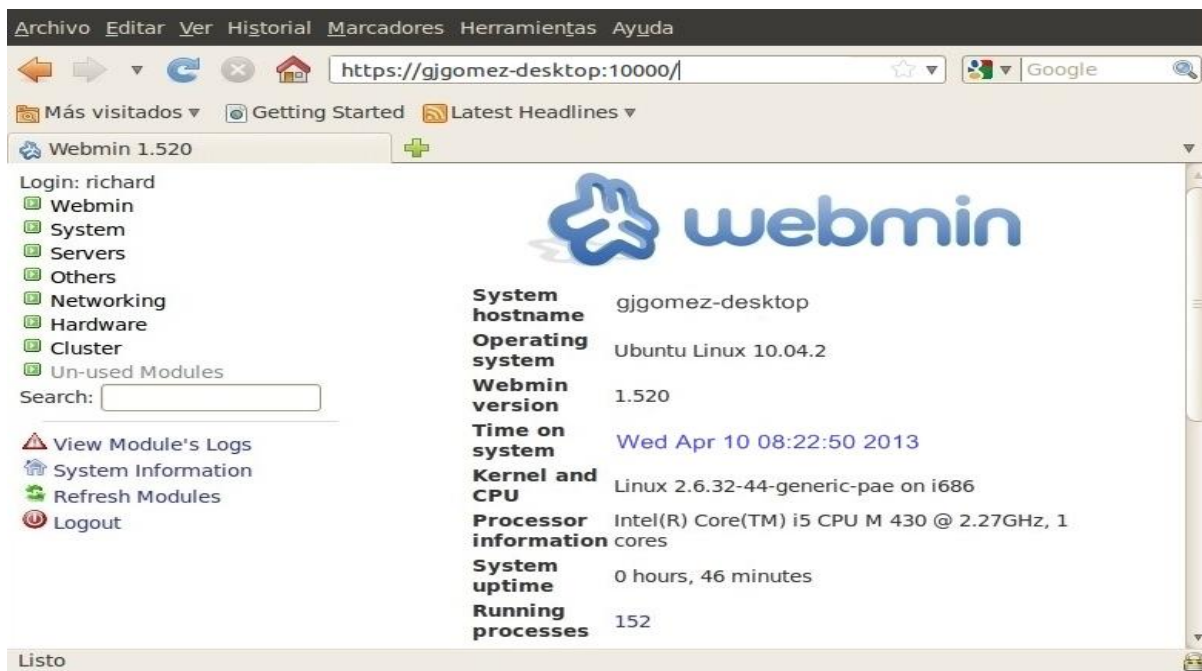 Archivo Editar Ver Historial Marcadores Herramientas Ayuda
https://gjgomez-desktop:10000/
Google
Más visitados
Getting Started
Latest Headlines
Webmin 1.520
Login: richard
Webmin
System
Servers
Others
Networking
Hardware
Cluster
Un-used Modules
Search:
View Module's Logs
System Information
Refresh Modules
Logout
webmin
System
hostname
gjgomez-desktop
Operating
system
Ubuntu Linux 10.04.2
Webmin
version
1.520
Time on
system
Wed Apr 10 08:22:50 2013
Kernel and
CPU
Linux 2.6.32-44-generic-pae on i686
Processor
information
Intel(R) Core(TM) i5 CPU M 430 @ 2.27GHz, 1
cores
System
uptime
0 hours, 46 minutes
Running
processes
152
Listo